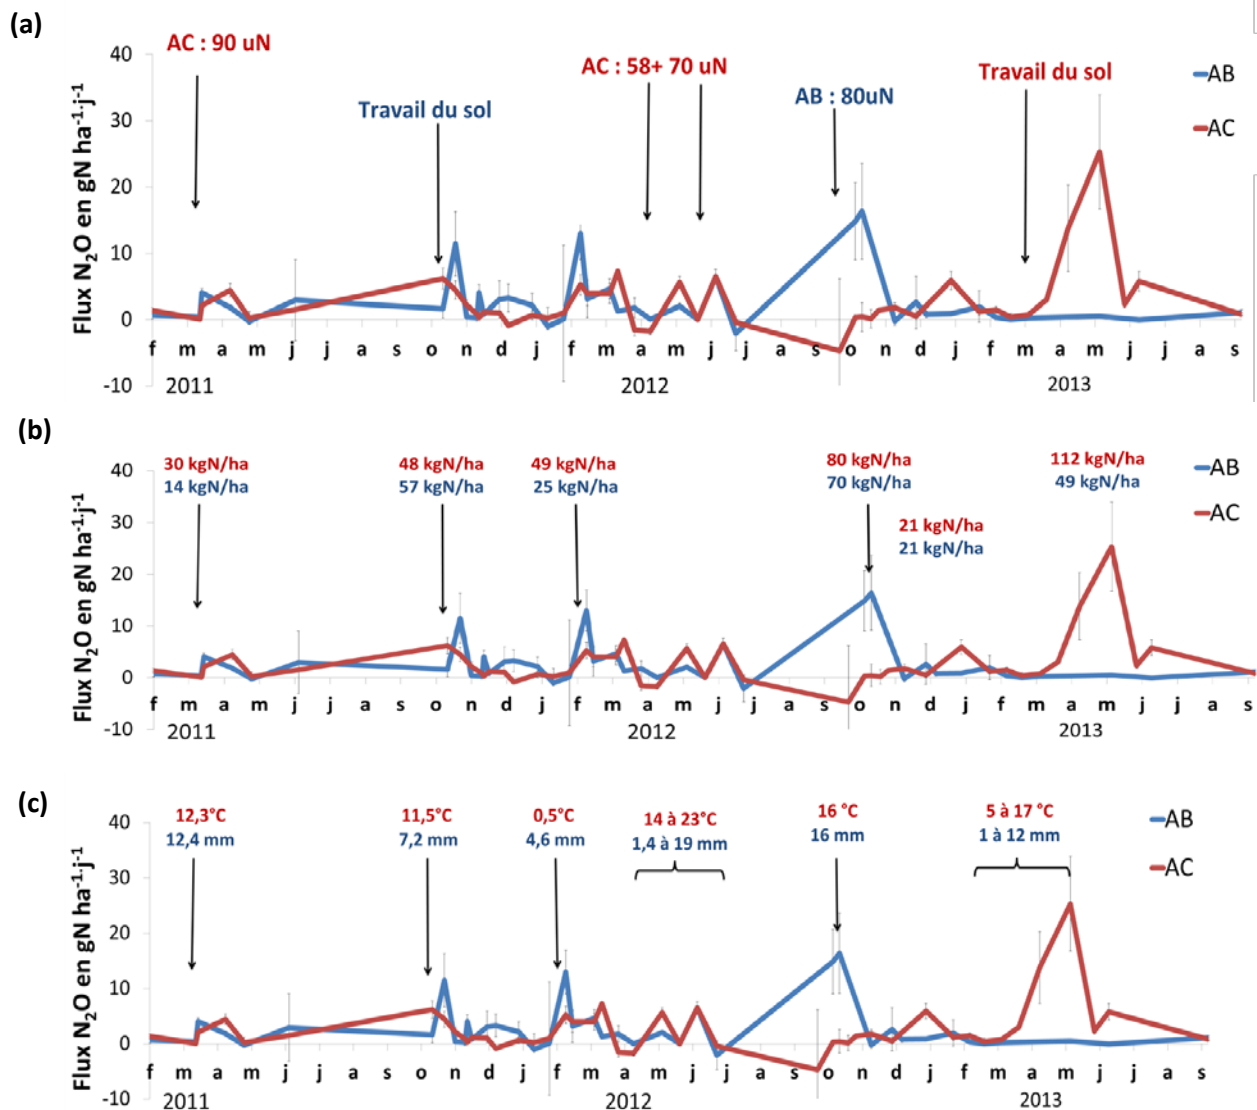 (a)
AC : 90 uN
Travail du sol
AC : 58+ 70 uN
AB : 80uN
Travail du sol
AB
AC
Flux N₂O en gN ha⁻¹·j⁻¹
40
30
20
10
0
-10
f m a m j j a s o n d j f m a m j j a s o n d j f m a m j j a s
2011 2012 2013
(b)
30 kgN/ha
14 kgN/ha
48 kgN/ha
57 kgN/ha
49 kgN/ha
25 kgN/ha
80 kgN/ha
70 kgN/ha
21 kgN/ha
21 kgN/ha
112 kgN/ha
49 kgN/ha
AB
AC
Flux N₂O en gN ha⁻¹·j⁻¹
40
30
20
10
0
-10
f m a m j j a s o n d j f m a m j j a s o n d j f m a m j j a s
2011 2012 2013
(c)
12,3°C
12,4 mm
11,5°C
7,2 mm
0,5°C
4,6 mm
14 à 23°C
1,4 à 19 mm
16 °C
16 mm
5 à 17 °C
1 à 12 mm
AB
AC
Flux N₂O en gN ha⁻¹·j⁻¹
40
30
20
10
0
-10
f m a m j j a s o n d j f m a m j j a s o n d j f m a m j j a s
2011 2012 2013